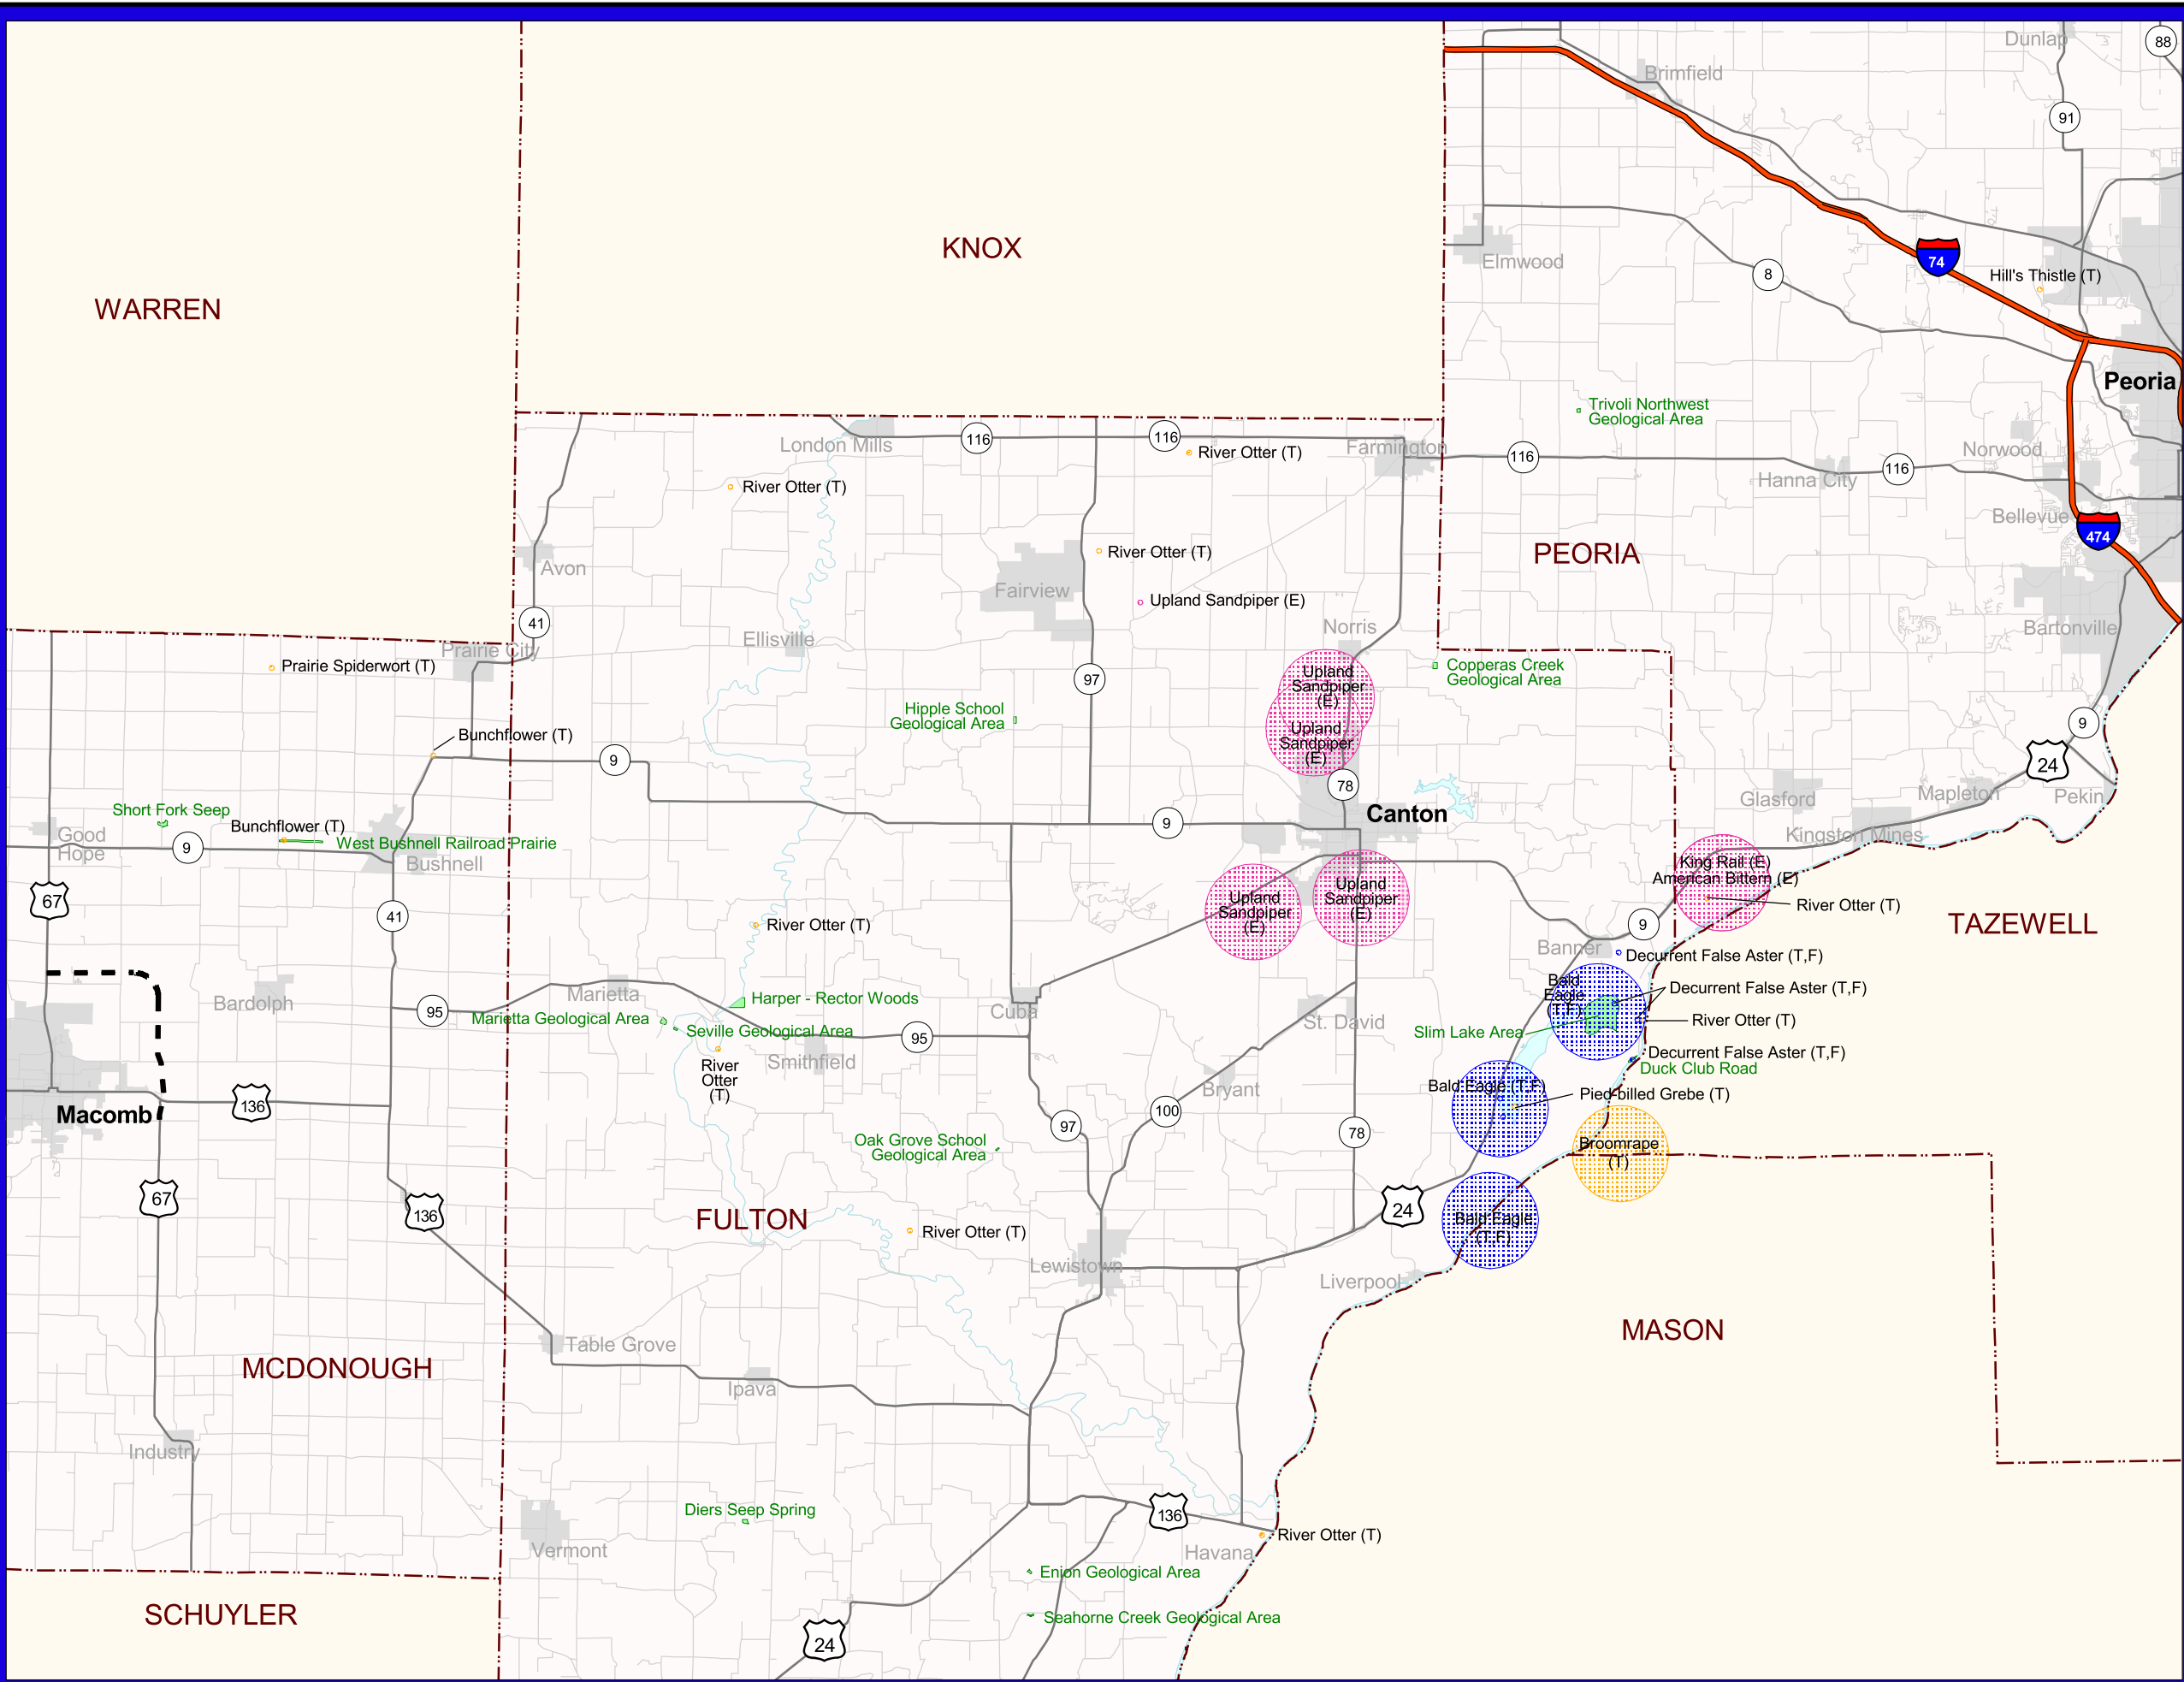 Dunlap
88
Brimfield
91
KNOX
WARREN
Elmwood
8
74
Hill's Thistle (T)
Peoria
Trivoli Northwest
Geological Area
London Mills
116
116
River Otter (T)
Farmington
116
116
Norwood
Hanna City
River Otter (T)
Bellevue
474
River Otter (T)
PEORIA
Avon
Fairview
Upland Sandpiper (E)
41
Norris
Bartonville
Ellisville
Prairie City
Prairie Spiderwort (T)
97
Upland
Sandpiper
(E)
Copperas Creek
Geological Area
Hipple School
Geological Area
Upland
Sandpiper
(E)
9
Bunchflower (T)
9
78
24
Glasford
Mapleton
Pekin
Short Fork Seep
Bunchflower (T)
Good
Hope
9
West Bushnell Railroad Prairie
Bushnell
9
Canton
Kingston Mines
King Rail (E)
American Bittern (E)
River Otter (T)
67
41
Upland
Sandpiper
(E)
Upland
Sandpiper
(E)
9
TAZEWELL
River Otter (T)
Banner
Decurrent False Aster (T,F)
Bald
Eagle
(T,F)
Decurrent False Aster (T,F)
Bardolph
95
Marietta
Harper - Rector Woods
Marietta Geological Area
Seville Geological Area
95
Cuba
St. David
Slim Lake Area
River Otter (T)
Smithfield
River
Otter
(T)
Decurrent False Aster (T,F)
Duck Club Road
Bald Eagle (T,F)
Pied-billed Grebe (T)
Bryant
Macomb
136
97
100
78
Oak Grove School
Geological Area
Broomrape
(T)
67
136
FULTON
24
Bald Eagle
(T,F)
River Otter (T)
Lewistown
Liverpool
MASON
Table Grove
MCDONOUGH
Ipava
Industry
Diers Seep Spring
136
River Otter (T)
Vermont
Havana
Enion Geological Area
SCHUYLER
Seahorne Creek Geological Area
24